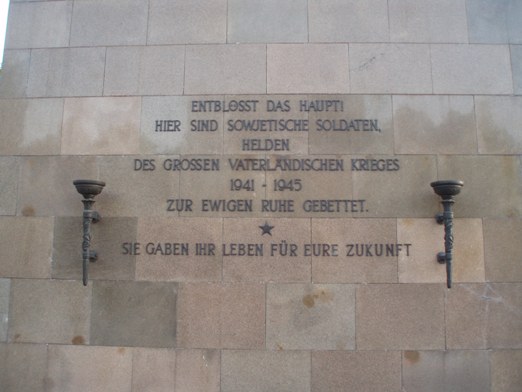 ENTBLÖSST DAS HAUPT!
HIER SIND SOWJETISCHE SOLDATEN,
HELDEN
DES GROSSEN VATERLÄNDISCHEN KRIEGES
1941 - 1945
ZUR EWIGEN RUHE GEBETTET.
SIE GABEN IHR LEBEN FÜR EURE ZUKUNFT